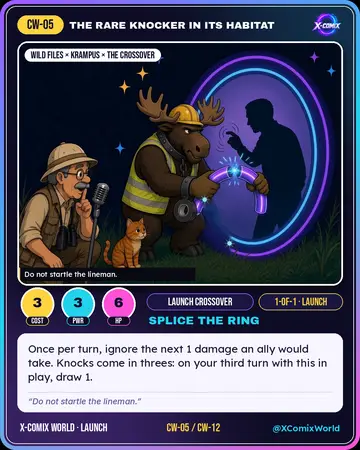 CW-05
THE RARE KNOCKER IN ITS HABITAT
X-COMIX
WILD FILES × KRAMPUS × THE CROSSOVER
Do not startle the lineman.
3
COST
3
PWR
6
HP
LAUNCH CROSSOVER
1-OF-1 · LAUNCH
SPLICE THE RING
Once per turn, ignore the next 1 damage an ally would
take. Knocks come in threes: on your third turn with this in
play, draw 1.
“Do not startle the lineman.”
X-COMIX WORLD · LAUNCH
CW-05 / CW-12
@XComixWorld